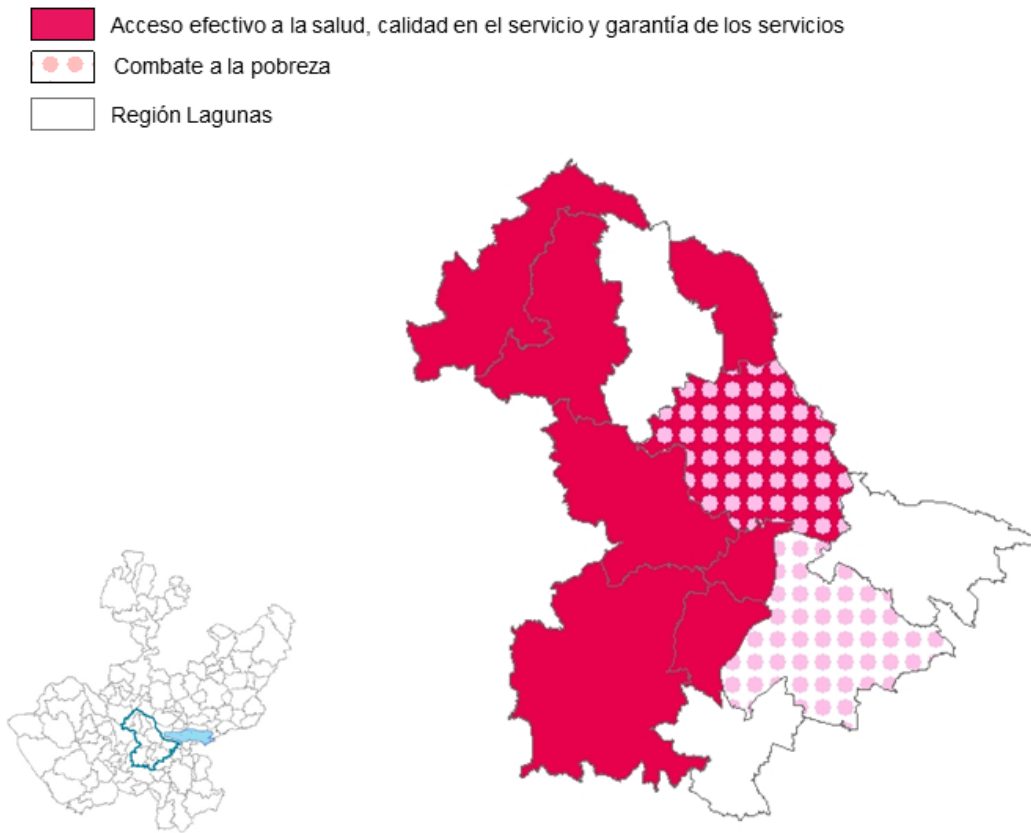 Acceso efectivo a la salud, calidad en el servicio y garantía de los servicios
Combate a la pobreza
Región Lagunas